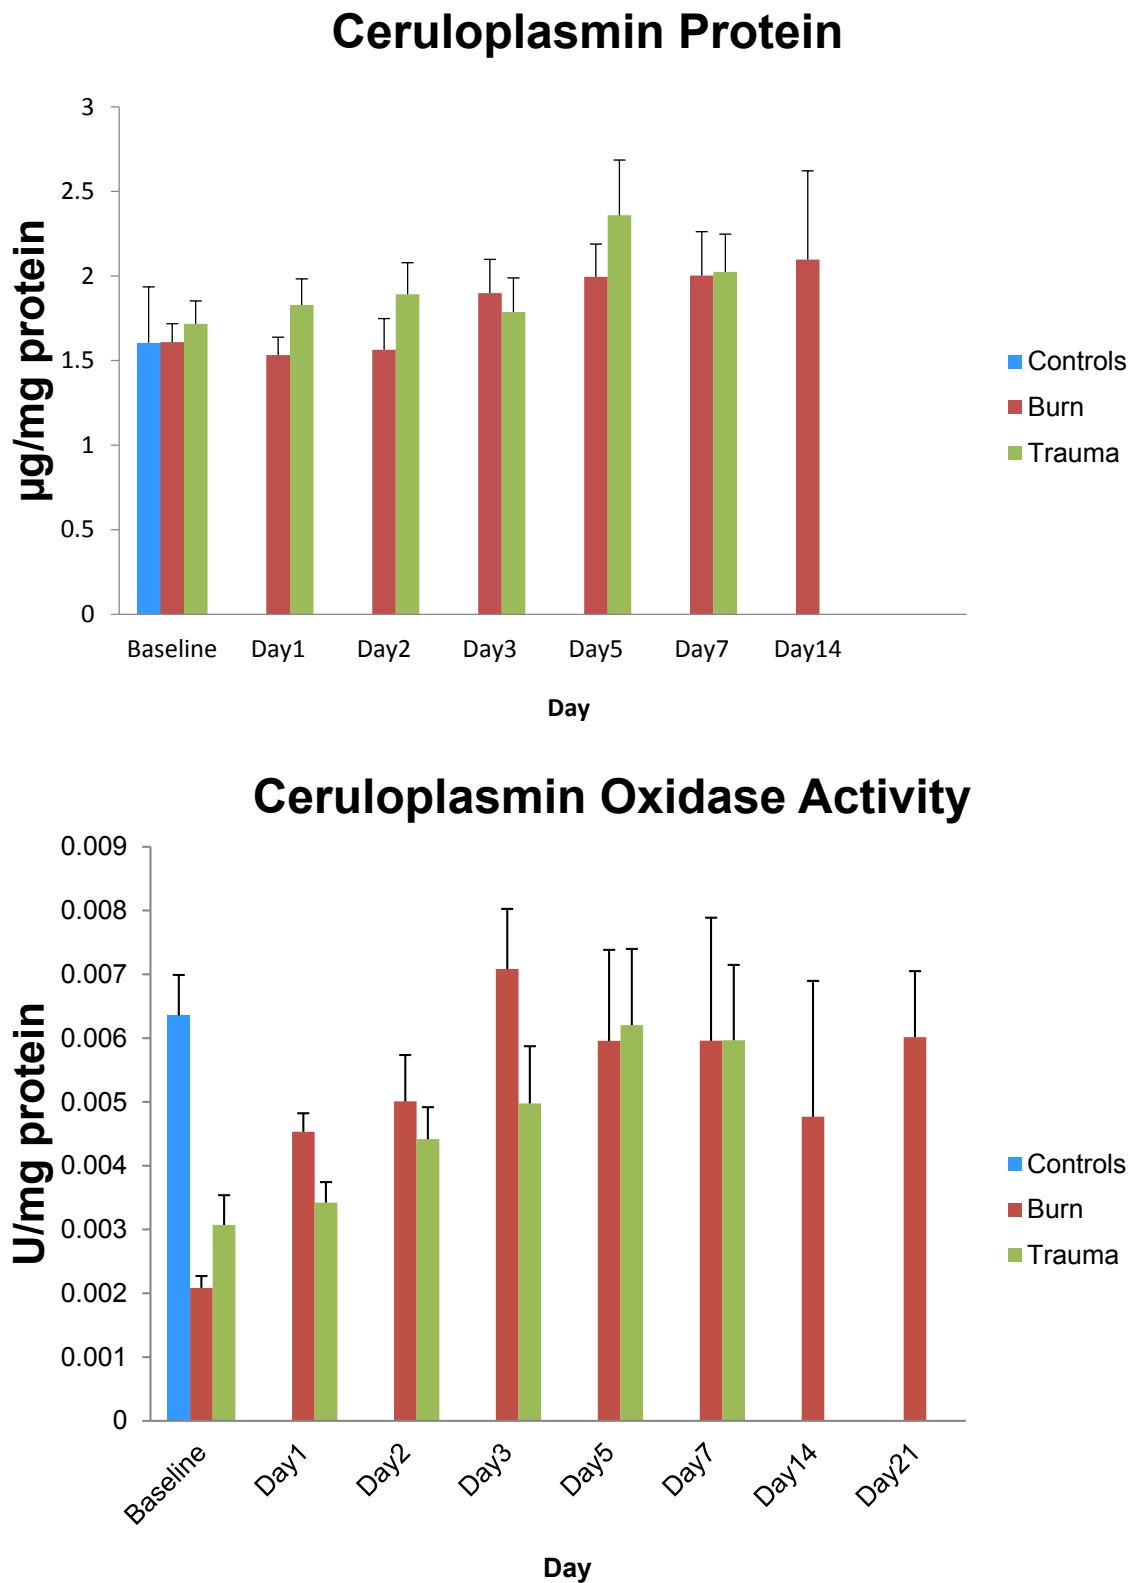 Ceruloplasmin Protein
3
2.5
2
1.5
1
0.5
0
µg/mg protein
Controls
Burn
Trauma
Baseline Day1 Day2 Day3 Day5 Day7 Day14
Day
Ceruloplasmin Oxidase Activity
0.009
0.008
0.007
0.006
0.005
0.004
0.003
0.002
0.001
0
U/mg protein
Controls
Burn
Trauma
Baseline Day1 Day2 Day3 Day5 Day7 Day14 Day21
Day